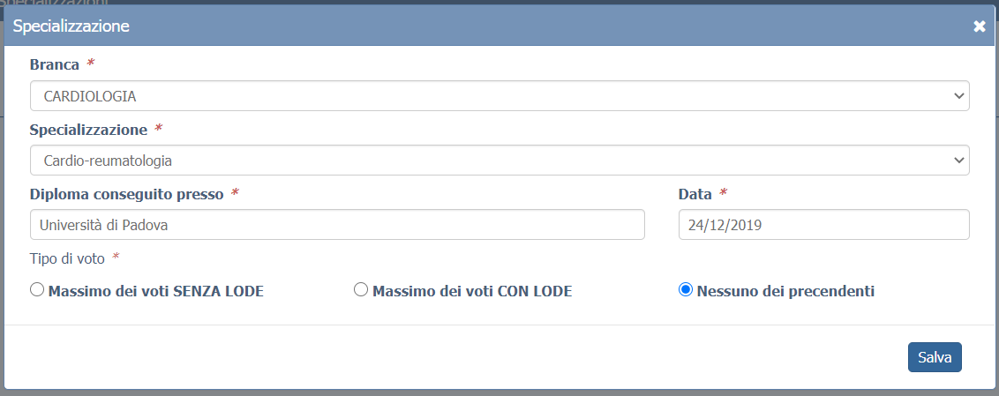 Specializzazioni
Specializzazione
Branca *
CARDIOLOGIA
Specializzazione *
Cardio-reumatologia
Diploma conseguito presso * Data *
Università di Padova 24/12/2019
Tipo di voto *
Massimo dei voti SENZA LODE Massimo dei voti CON LODE Nessuno dei precendenti
Salva